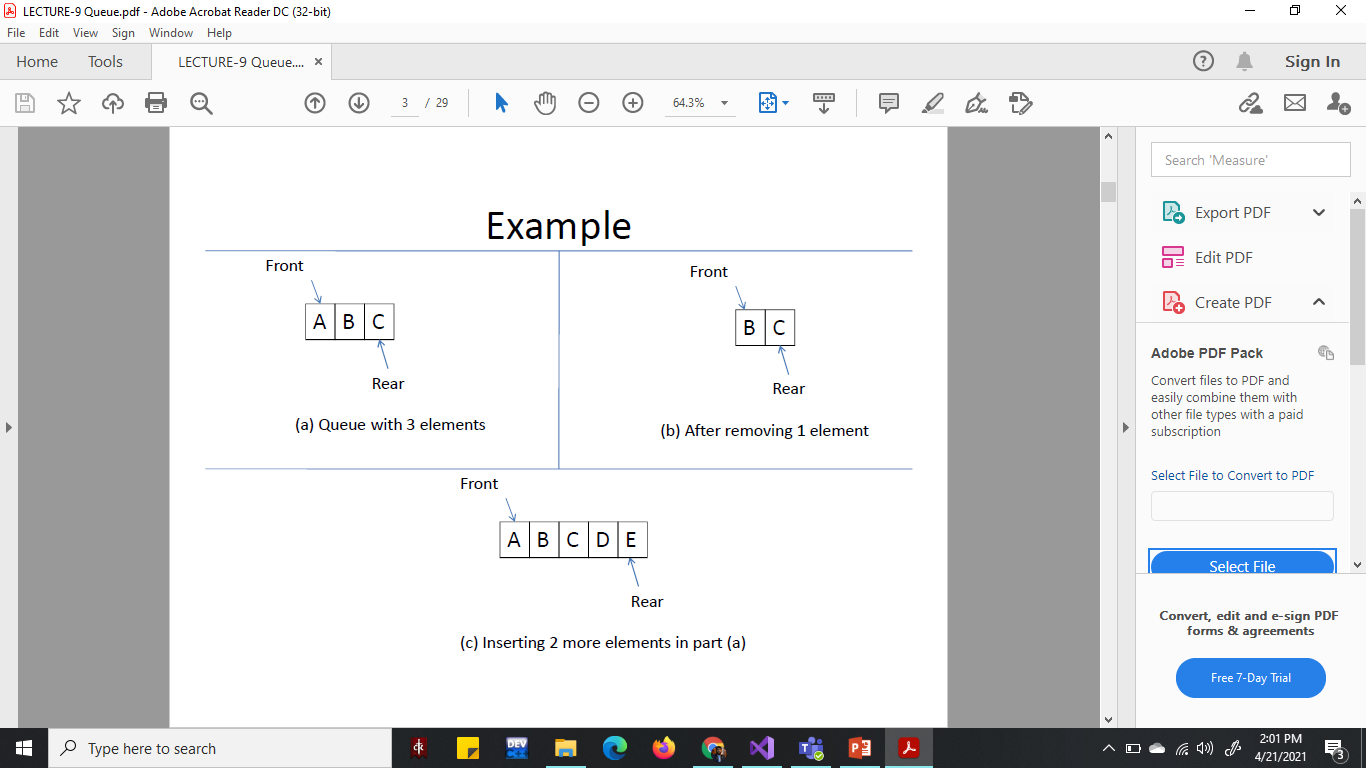 LECTURE-9 Queue.pdf - Adobe Acrobat Reader DC (32-bit)
File Edit View Sign Window Help
Home Tools LECTURE-9 Queue.... × Sign In
3 / 29 64.3%
Search 'Measure'
Export PDF
Edit PDF
Create PDF
Adobe PDF Pack
Convert files to PDF and
easily combine them with
other file types with a paid
subscription
Select File to Convert to PDF
Select File
Convert, edit and e-sign PDF
forms & agreements
Free 7-Day Trial
Example
Front
A B C
Rear
(a) Queue with 3 elements
Front
B C
Rear
(b) After removing 1 element
Front
A B C D E
Rear
(c) Inserting 2 more elements in part (a)
Type here to search
DEV
2:01 PM
4/21/2021
3